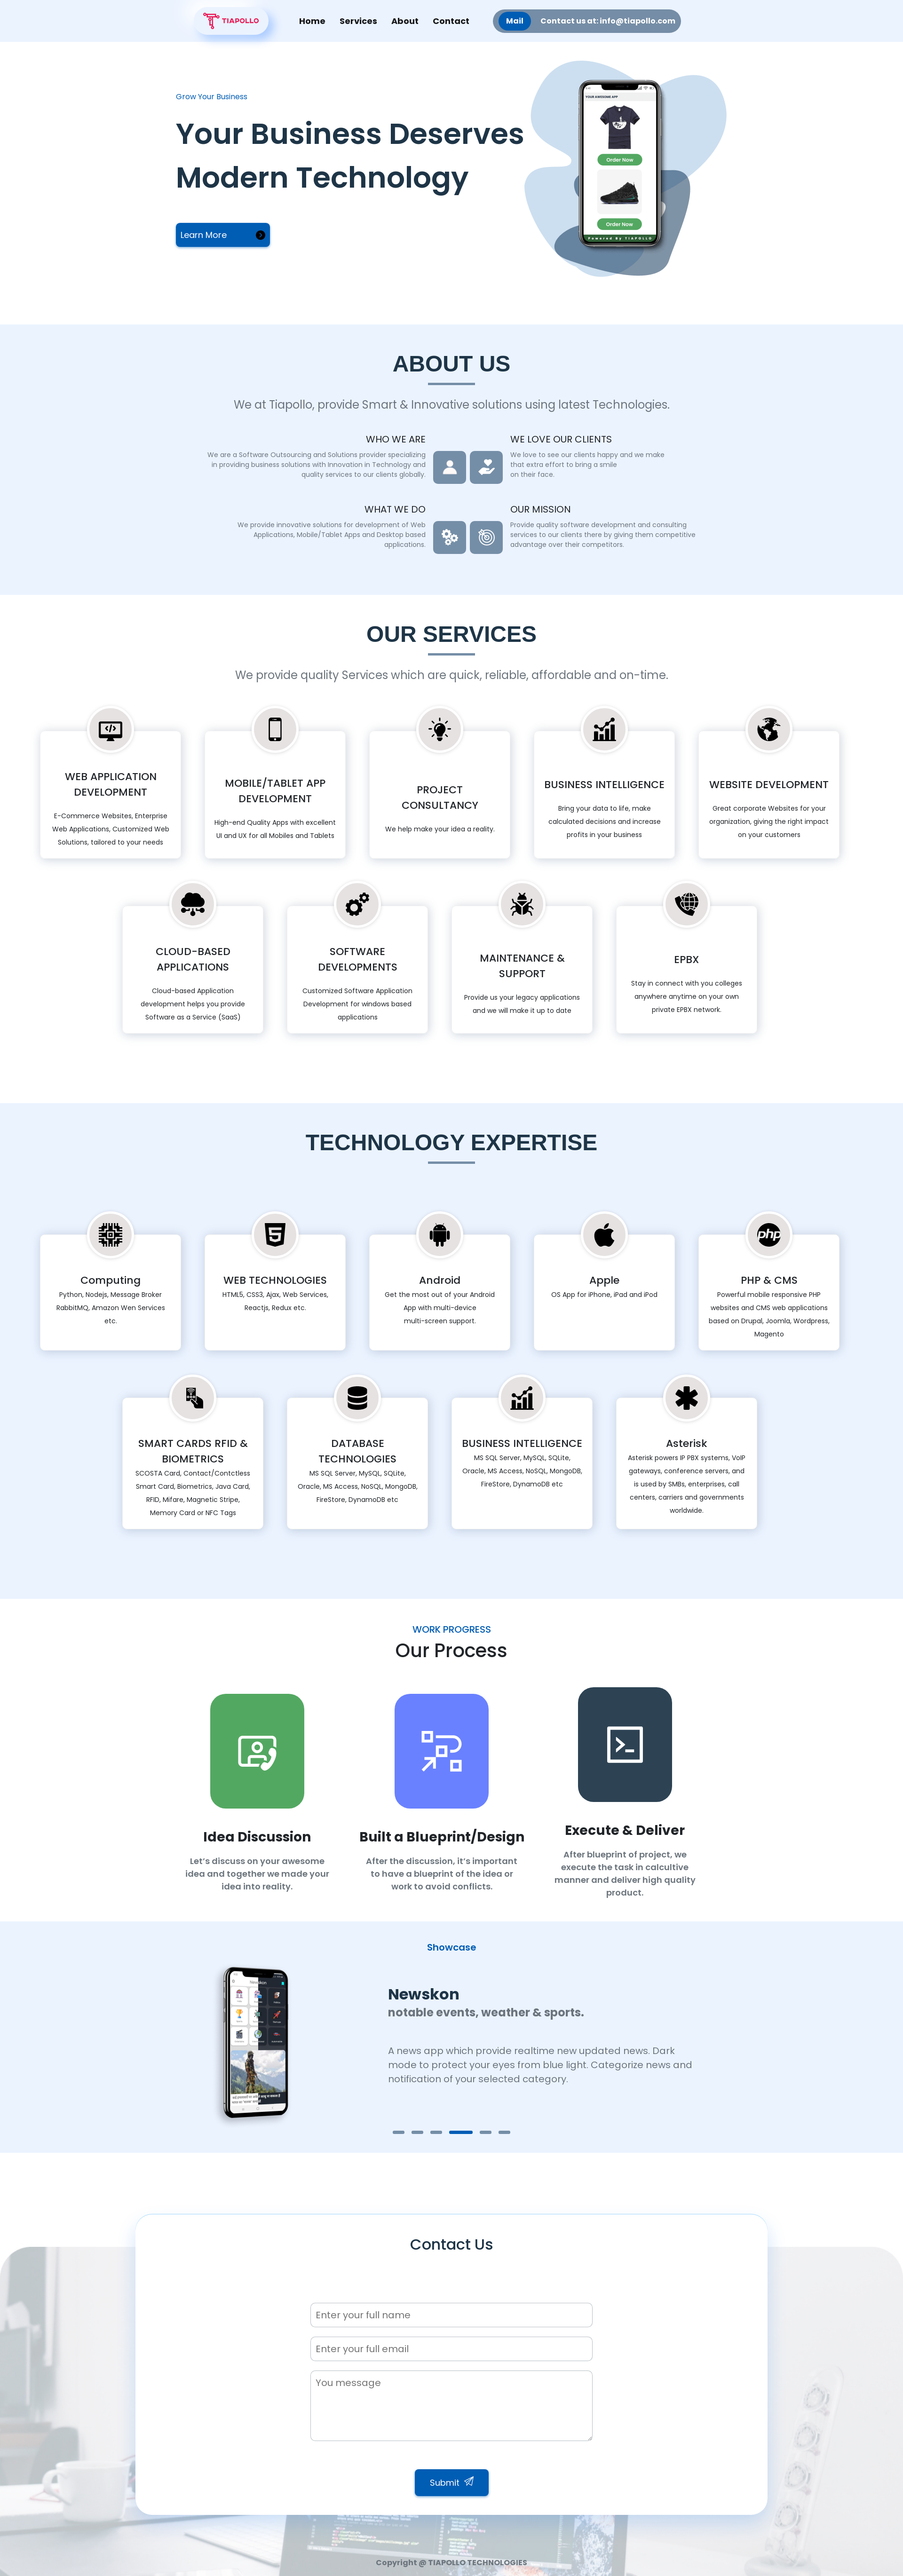 TIAPOLLO
Home
Services
About
Contact
Mail
Contact us at: info@tiapollo.com
Grow Your Business
Your Business Deserves
Modern Technology
Learn More
YOUR AWESOME APP
Order Now
Order Now
Powered By TIAPOLLO
ABOUT US
We at Tiapollo, provide Smart & Innovative solutions using latest Technologies.
WHO WE ARE
We are a Software Outsourcing and Solutions provider specializing
in providing business solutions with Innovation in Technology and
quality services to our clients globally.
WE LOVE OUR CLIENTS
We love to see our clients happy and we make
that extra effort to bring a smile
on their face.
WHAT WE DO
We provide innovative solutions for development of Web
Applications, Mobile/Tablet Apps and Desktop based
applications.
OUR MISSION
Provide quality software development and consulting
services to our clients there by giving them competitive
advantage over their competitors.
OUR SERVICES
We provide quality Services which are quick, reliable, affordable and on-time.
WEB APPLICATION
DEVELOPMENT
E-Commerce Websites, Enterprise
Web Applications, Customized Web
Solutions, tailored to your needs
MOBILE/TABLET APP
DEVELOPMENT
High-end Quality Apps with excellent
UI and UX for all Mobiles and Tablets
PROJECT
CONSULTANCY
We help make your idea a reality.
BUSINESS INTELLIGENCE
Bring your data to life, make
calculated decisions and increase
profits in your business
WEBSITE DEVELOPMENT
Great corporate Websites for your
organization, giving the right impact
on your customers
CLOUD-BASED
APPLICATIONS
Cloud-based Application
development helps you provide
Software as a Service (SaaS)
SOFTWARE
DEVELOPMENTS
Customized Software Application
Development for windows based
applications
MAINTENANCE &
SUPPORT
Provide us your legacy applications
and we will make it up to date
EPBX
Stay in connect with you colleges
anywhere anytime on your own
private EPBX network.
TECHNOLOGY EXPERTISE
Computing
Python, Nodejs, Message Broker
RabbitMQ, Amazon Wen Services
etc.
WEB TECHNOLOGIES
HTML5, CSS3, Ajax, Web Services,
Reactjs, Redux etc.
Android
Get the most out of your Android
App with multi-device
multi-screen support.
Apple
OS App for iPhone, iPad and iPod
php
PHP & CMS
Powerful mobile responsive PHP
websites and CMS web applications
based on Drupal, Joomla, Wordpress,
Magento
SMART CARDS RFID &
BIOMETRICS
SCOSTA Card, Contact/Contctless
Smart Card, Biometrics, Java Card,
RFID, Mifare, Magnetic Stripe,
Memory Card or NFC Tags
DATABASE
TECHNOLOGIES
MS SQL Server, MySQL, SQLite,
Oracle, MS Access, NoSQL, MongoDB,
FireStore, DynamoDB etc
BUSINESS INTELLIGENCE
MS SQL Server, MySQL, SQLite,
Oracle, MS Access, NoSQL, MongoDB,
FireStore, DynamoDB etc
Asterisk
Asterisk powers IP PBX systems, VoIP
gateways, conference servers, and
is used by SMBs, enterprises, call
centers, carriers and governments
worldwide.
WORK PROGRESS
Our Process
Idea Discussion
Let's discuss on your awesome
idea and together we made your
idea into reality.
Built a Blueprint/Design
After the discussion, it's important
to have a blueprint of the idea or
work to avoid conflicts.
Execute & Deliver
After blueprint of project, we
execute the task in calcultive
manner and deliver high quality
product.
Showcase
Newskon
notable events, weather & sports.
A news app which provide realtime new updated news. Dark
mode to protect your eyes from blue light. Categorize news and
notification of your selected category.
Contact Us
Enter your full name
Enter your full email
You message
Submit
Copyright @ TIAPOLLO TECHNOLOGIES